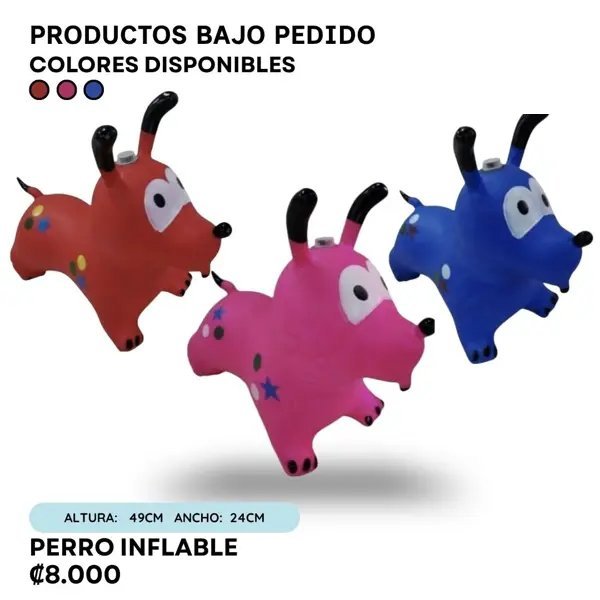 PRODUCTOS BAJO PEDIDO
COLORES DISPONIBLES
ALTURA: 49CM ANCHO: 24CM
PERRO INFLABLE
₡8.000